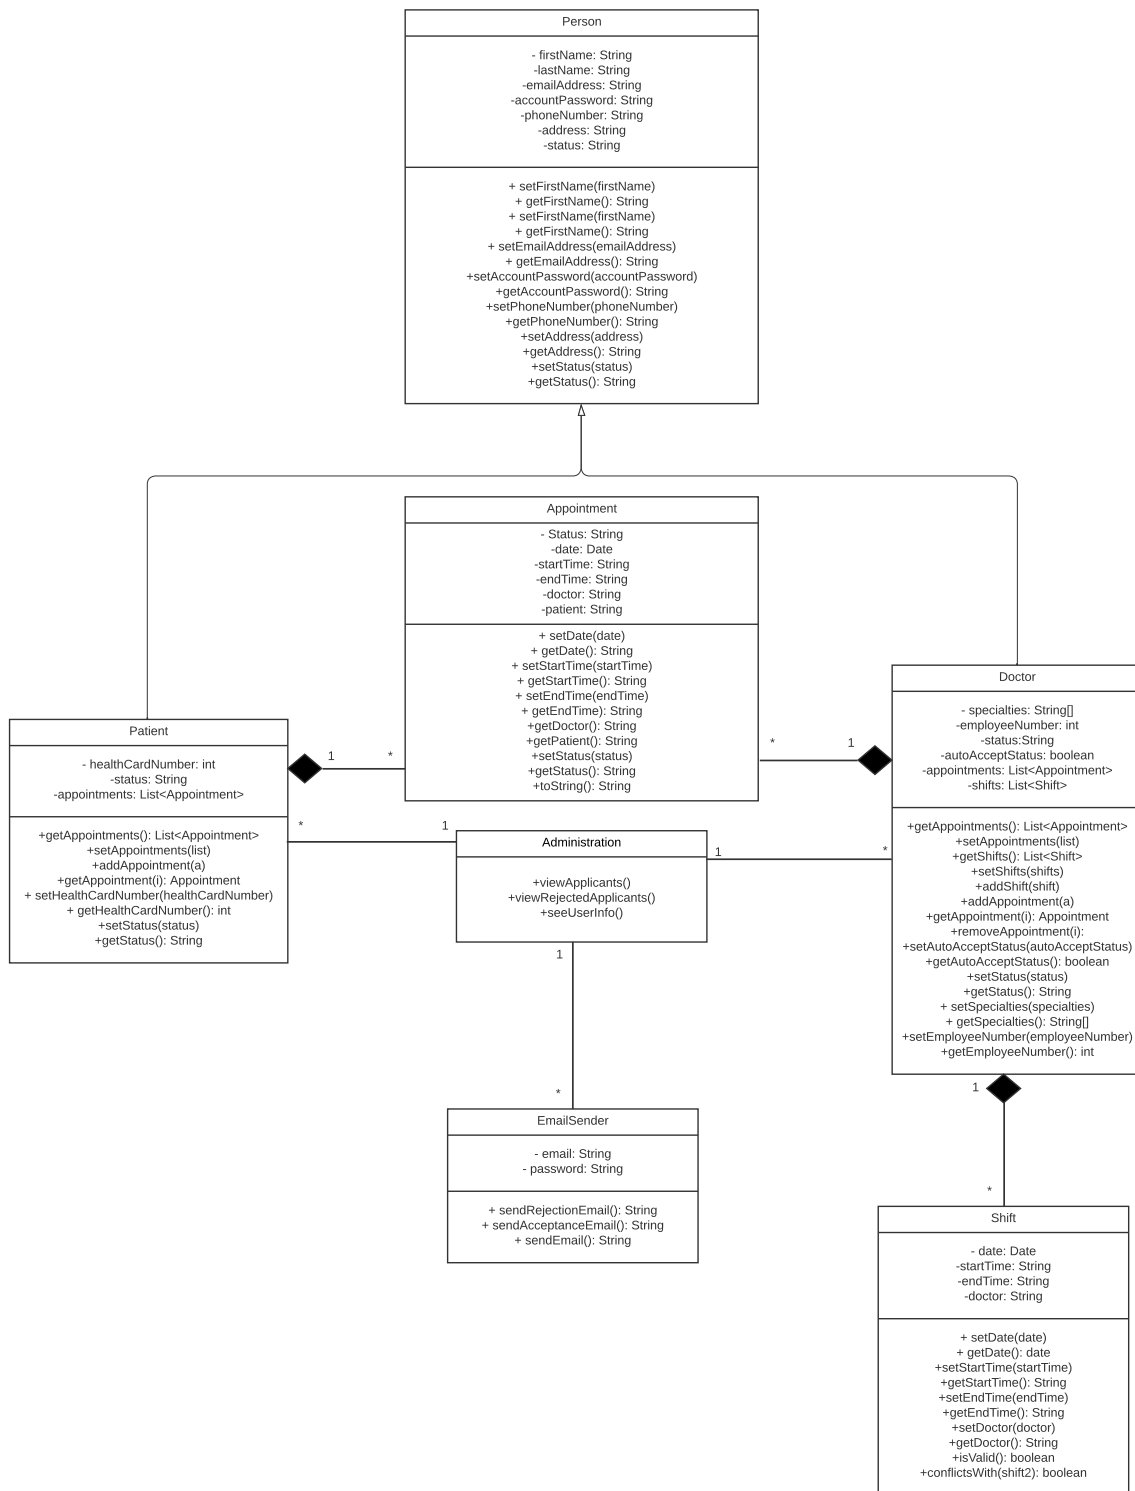 Person
- firstName: String
-lastName: String
-emailAddress: String
-accountPassword: String
-phoneNumber: String
-address: String
-status: String
+ setFirstName(firstName)
+ getFirstName(): String
+ setFirstName(firstName)
+ getFirstName(): String
+ setEmailAddress(emailAddress)
+ getEmailAddress(): String
+setAccountPassword(accountPassword)
+getAccountPassword(): String
+setPhoneNumber(phoneNumber)
+getPhoneNumber(): String
+setAddress(address)
+getAddress(): String
+setStatus(status)
+getStatus(): String
Appointment
- Status: String
-date: Date
-startTime: String
-endTime: String
-doctor: String
-patient: String
+ setDate(date)
+ getDate(): String
+ setStartTime(startTime)
+ getStartTime(): String
+ setEndTime(endTime)
+ getEndTime): String
+getDoctor(): String
+getPatient(): String
+setStatus(status)
+getStatus(): String
+toString(): String
Patient
- healthCardNumber: int
-status: String
-appointments: List<Appointment>
+getAppointments(): List<Appointment>
+setAppointments(list)
+addAppointment(a)
+getAppointment(i): Appointment
+ setHealthCardNumber(healthCardNumber)
+ getHealthCardNumber(): int
+setStatus(status)
+getStatus(): String
1
*
*
1
Doctor
- specialties: String[]
-employeeNumber: int
-status:String
-autoAcceptStatus: boolean
-appointments: List<Appointment>
-shifts: List<Shift>
+getAppointments(): List<Appointment>
+setAppointments(list)
+getShifts(): List<Shift>
+setShifts(shifts)
+addShift(shift)
+addAppointment(a)
+getAppointment(i): Appointment
+removeAppointment(i):
+setAutoAcceptStatus(autoAcceptStatus)
+getAutoAcceptStatus(): boolean
+setStatus(status)
+getStatus(): String
+ setSpecialties(specialties)
+ getSpecialties(): String[]
+setEmployeeNumber(employeeNumber)
+getEmployeeNumber(): int
*
1
Administration
+viewApplicants()
+viewRejectedApplicants()
+seeUserInfo()
1
*
1
*
EmailSender
- email: String
- password: String
+ sendRejectionEmail(): String
+ sendAcceptanceEmail(): String
+ sendEmail(): String
1
*
Shift
- date: Date
-startTime: String
-endTime: String
-doctor: String
+ setDate(date)
+ getDate(): date
+setStartTime(startTime)
+getStartTime(): String
+setEndTime(endTime)
+getEndTime(): String
+setDoctor(doctor)
+getDoctor(): String
+isValid(): boolean
+conflictsWith(shift2): boolean